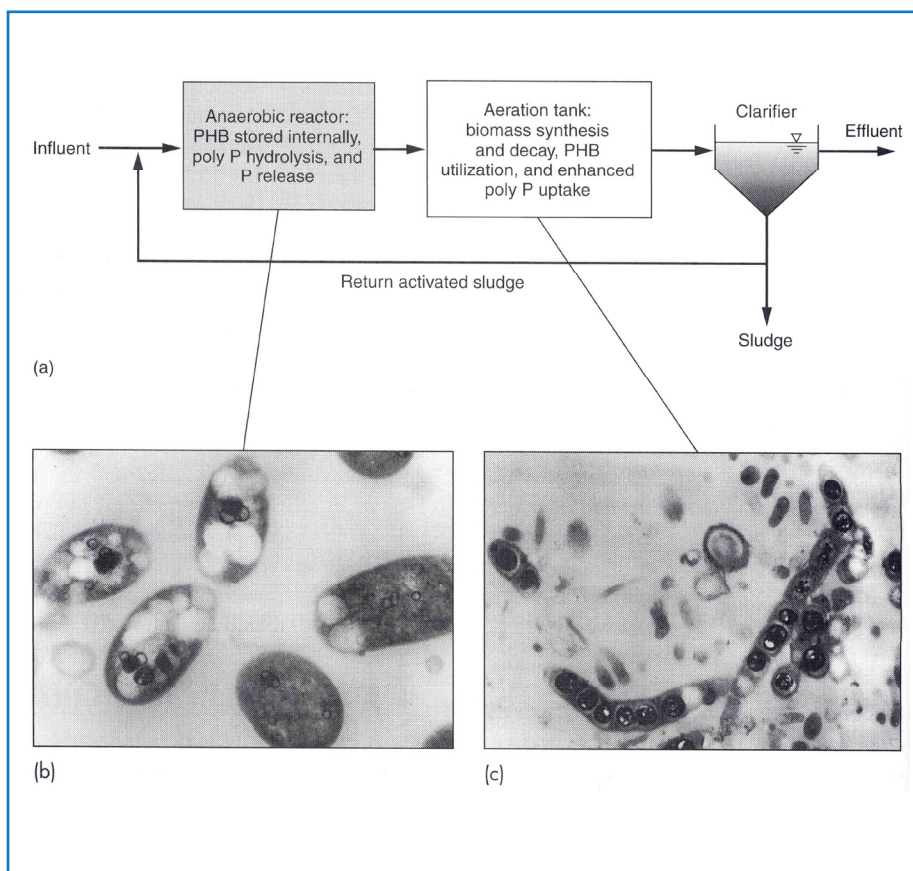 Anaerobic reactor:
PHB stored internally,
poly P hydrolysis, and
P release
Aeration tank:
biomass synthesis
and decay, PHB
utilization, and enhanced
poly P uptake
Clarifier
Effluent
Influent
Return activated sludge
Sludge
(a)
(b)
(c)